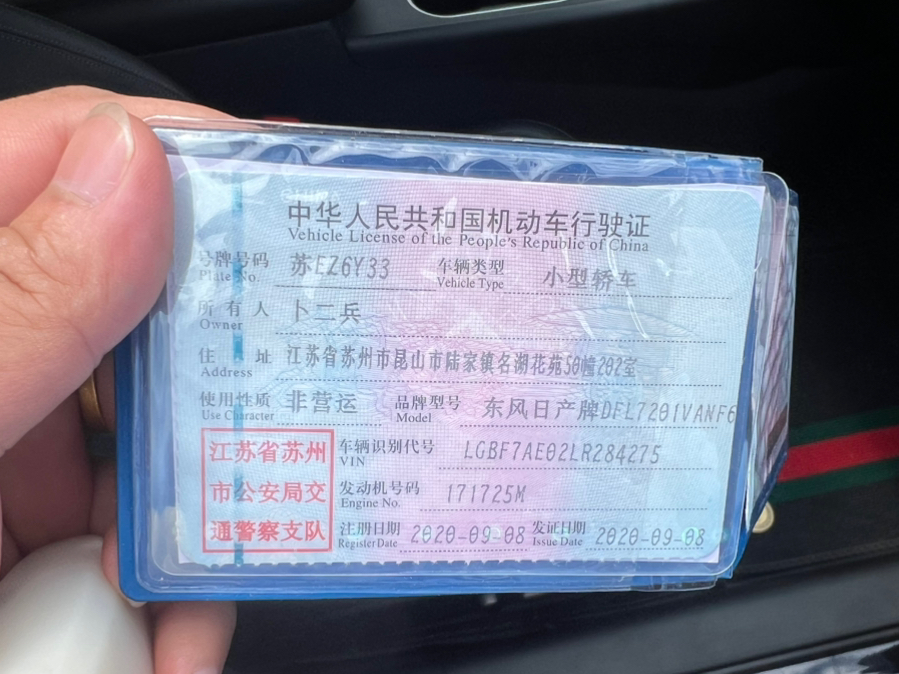 中华人民共和国机动车行驶证
Vehicle License of the People's Republic of China
号牌号码 苏EZ6Y33 车辆类型 小型轿车
Plate No. Vehicle Type
所有人 卜二兵
Owner
住址 江苏省苏州市昆山市陆家镇名湖花苑50幢202室
Address
使用性质 非营运 品牌型号 东风日产牌DFL7201VANF6
Use Character Model
江苏省苏州 车辆识别代号 LGBF7AE02LR284275
VIN
市公安局交 发动机号码 171725M
Engine No.
通警察支队 注册日期 2020-09-08 发证日期 2020-09-08
Register Date Issue Date